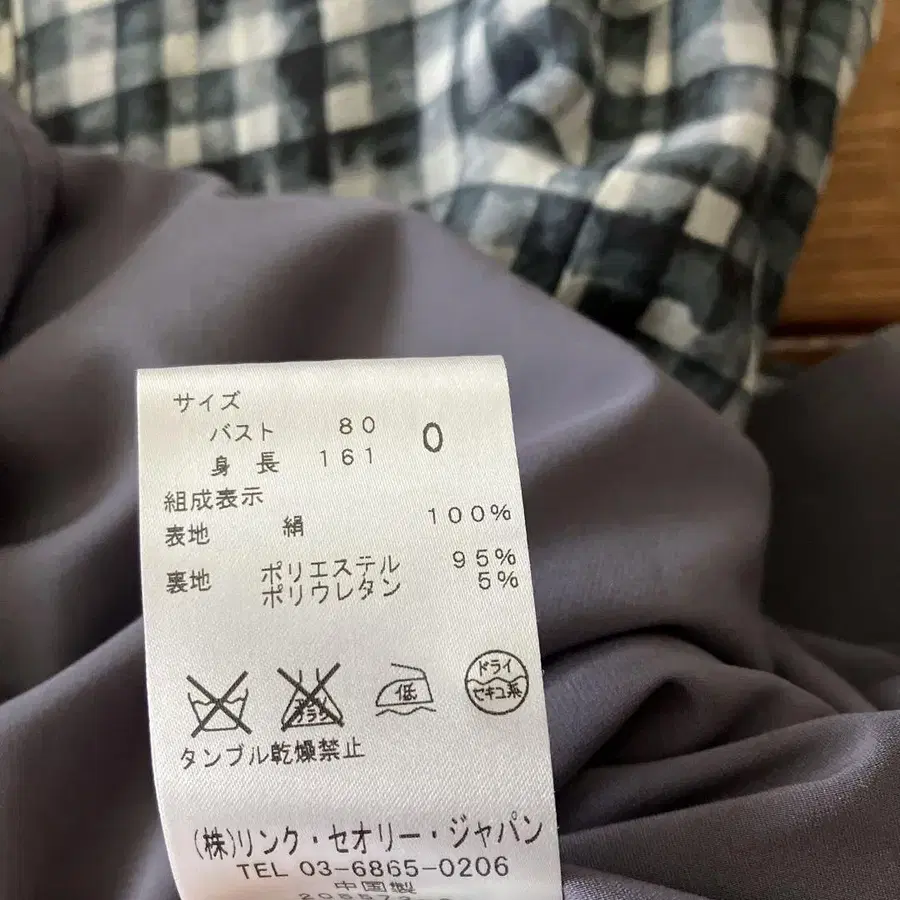 サイズ
バスト 80 0
身長 161
組成表示
表地 絹 100%
裏地 ポリエステル 95%
ポリウレタン 5%
低
ドライ
セキユ系
タンブル乾燥禁止
(株)リンク・セオリー・ジャパン
TEL 03-6865-0206
中国製